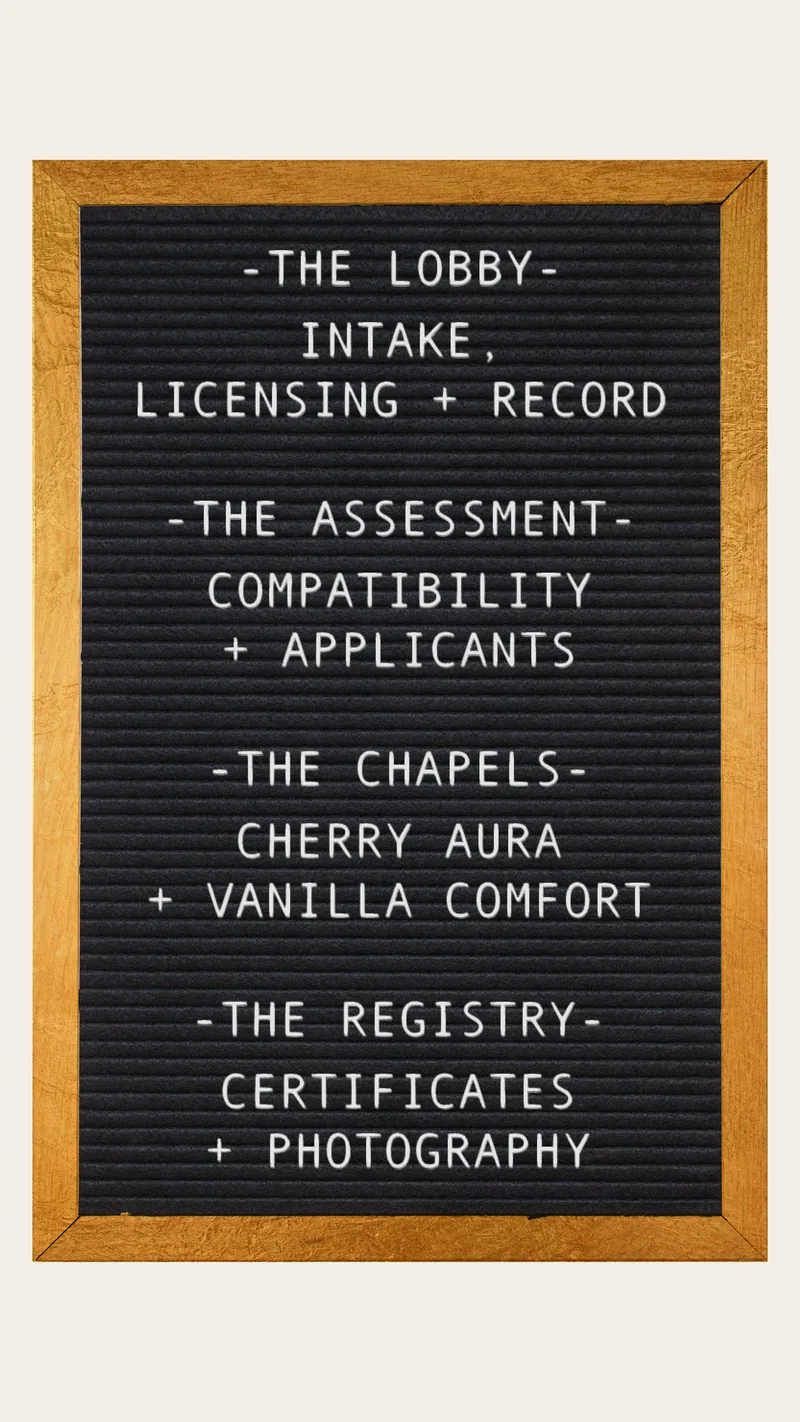 -THE LOBBY-
INTAKE,
LICENSING + RECORD
-THE ASSESSMENT-
COMPATIBILITY
+ APPLICANTS
-THE CHAPELS-
CHERRY AURA
+ VANILLA COMFORT
-THE REGISTRY-
CERTIFICATES
+ PHOTOGRAPHY